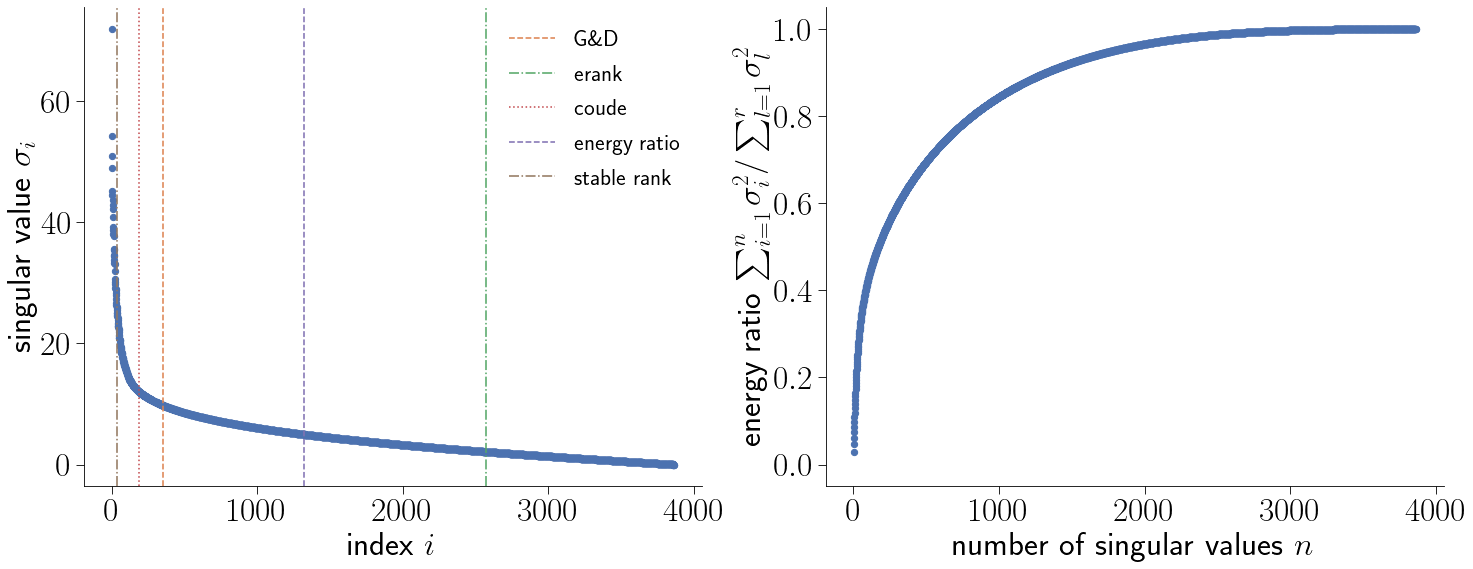 singular value σ_i
60
40
20
0
G&D
erank
coude
energy ratio
stable rank
0 1000 2000 3000 4000
index i
energy ratio ∑_{i=1}^{n} σ_i^2 / ∑_{l=1}^{r} σ_l^2
1.0
0.8
0.6
0.4
0.2
0.0
0 1000 2000 3000 4000
number of singular values n